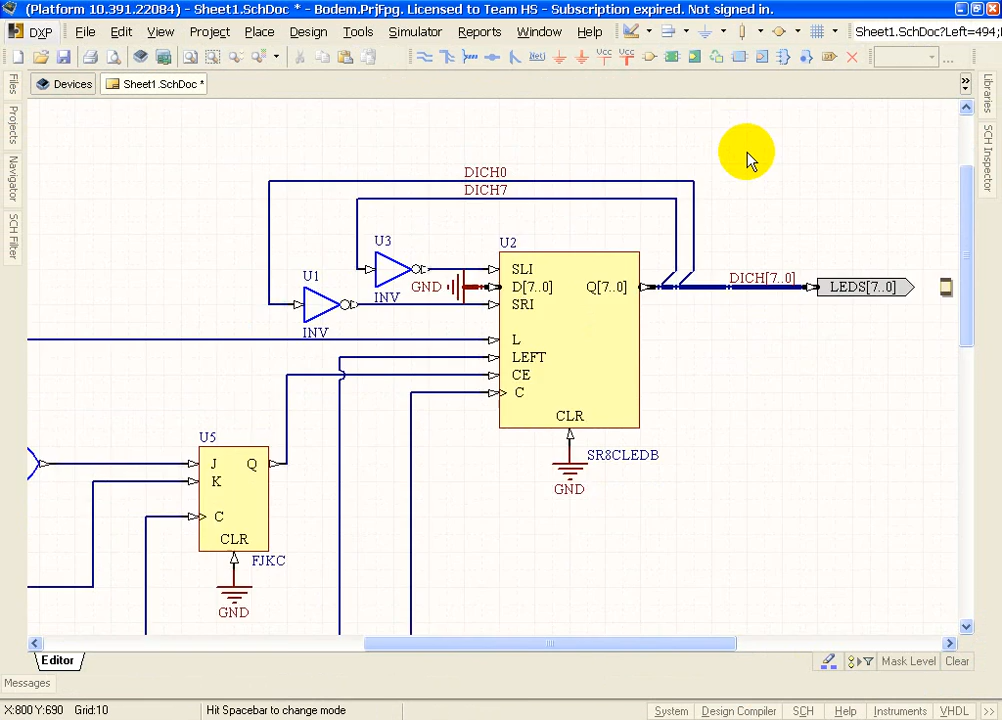 (Platform 10.391.22084) - Sheet1.SchDoc * - Bodem.PrjFpg. Licensed to Team HS - Subscription expired. Not signed in.
DXP File Edit View Project Place Design Tools Simulator Reports Window Help Sheet1.SchDoc?Left=494;
Net1 Vcc Vcc
Devices Sheet1.SchDoc *
Files
Projects
Navigator
SCH Filter
Libraries
SCH Inspector
DICH0
DICH7
U3
U2
U1
SLI
GND
D[7..0]
Q[7..0]
DICH[7..0]
LEDS[7..0]
INV
SRI
INV
L
LEFT
CE
C
CLR
SR8CLEDB
GND
U5
J
Q
K
C
CLR
FJKC
GND
Editor
Mask Level Clear
Messages
X:800 Y:690 Grid:10 Hit Spacebar to change mode System Design Compiler SCH Help Instruments VHDL >>